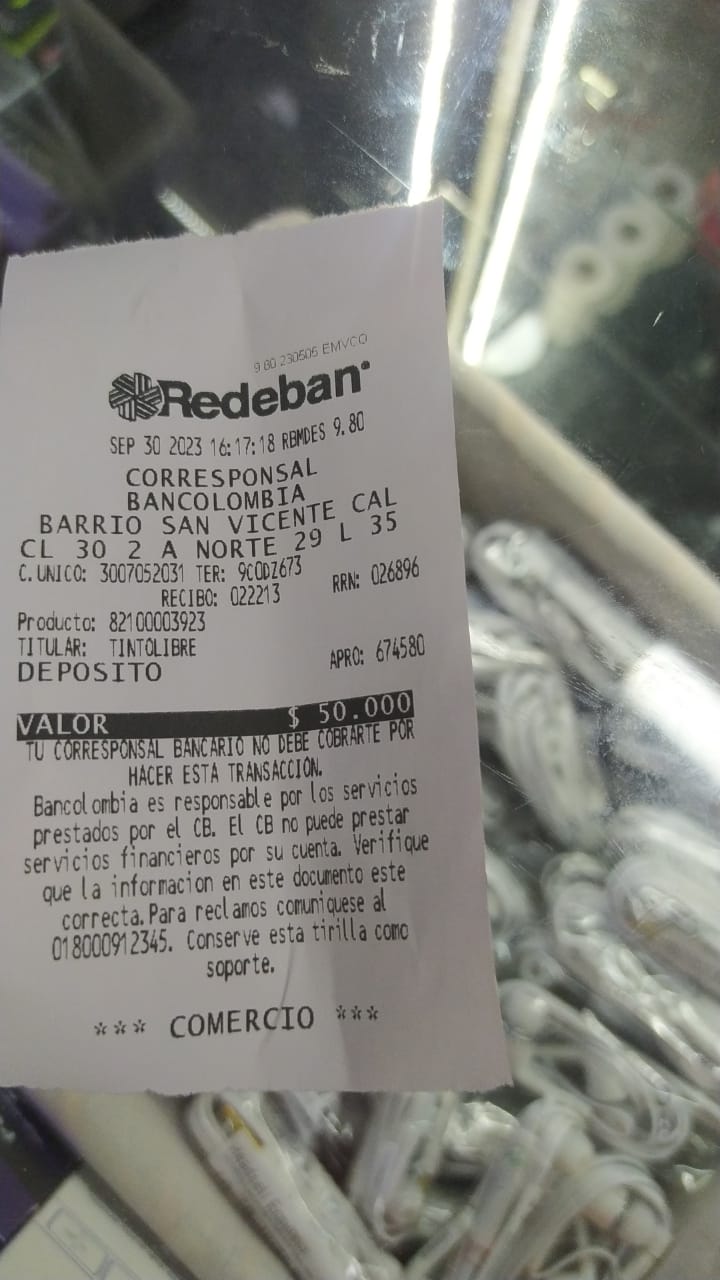 9.80 230505 EMVCO
Redeban
SEP 30 2023 16:17:18 RBMDES 9.80
CORRESPONSAL
BANCOLOMBIA
BARRIO SAN VICENTE CAL
CL 30 2 A NORTE 29 L 35
C.UNICO: 3007052031 TER: 9C0DZ673
RECIBO: 022213 RRN: 026896
Producto: 82100003923
TITULAR: TINTOLIBRE
DEPOSITO APRO: 674580
VALOR $ 50.000
TU CORRESPONSAL BANCARIO NO DEBE COBRARTE POR
HACER ESTA TRANSACCION.
Bancolombia es responsable por los servicios
prestados por el CB. El CB no puede prestar
servicios financieros por su cuenta. Verifique
que la informacion en este documento este
correcta. Para reclamos comuniquese al
018000912345. Conserve esta tirilla como
soporte.
*** COMERCIO ***